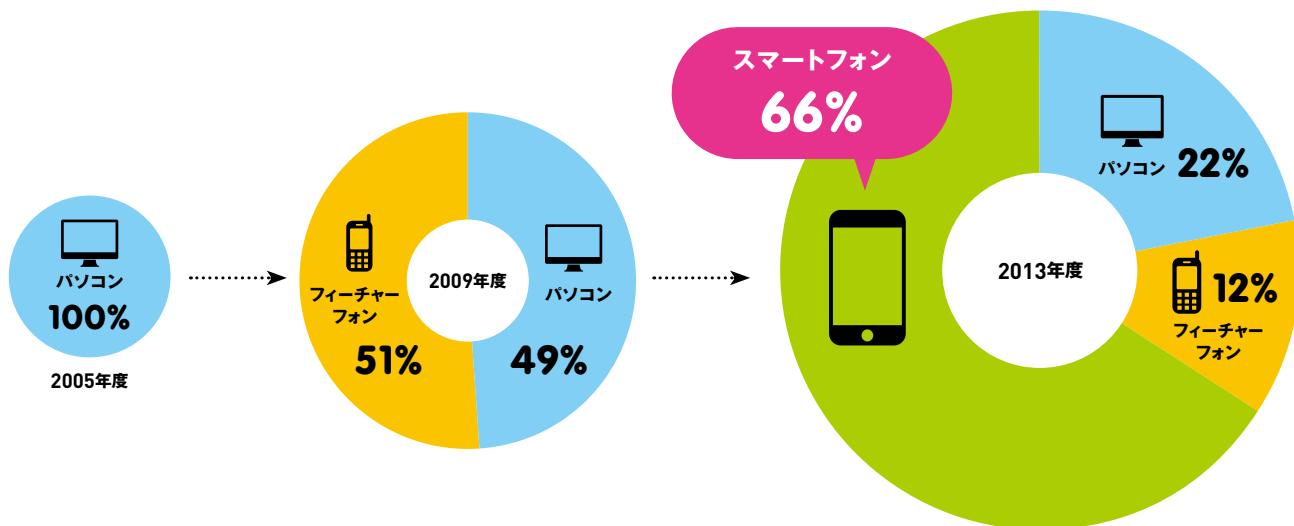 パソコン
100%
2005年度
フィーチャー
フォン
51%
2009年度
パソコン
49%
スマートフォン
66%
2013年度
パソコン 22%
12%
フィーチャー
フォン